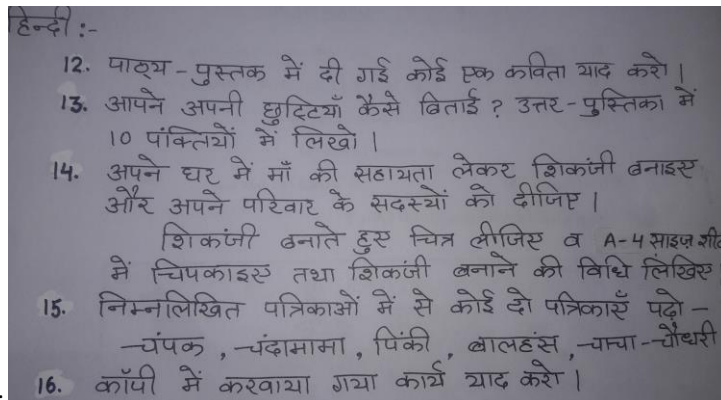 हिन्दी :-
12. पाठ्य - पुस्तक में दी गई कोई एक कविता याद करो |
13. आपने अपनी छुट्टियाँ कैसे बिताई ? उत्तर - पुस्तिका में
10 पंक्तियों में लिखो |
14. अपने घर में माँ की सहायता लेकर शिकंजी बनाइए
और अपने परिवार के सदस्यों को दीजिए |
शिकंजी बनाते हुए चित्र लीजिए व A-4 साइज़ शी
में चिपकाइए तथा शिकंजी बनाने की विधि लिखिए
15. निम्नलिखित पत्रिकाओं में से कोई दो पत्रिकाएँ पढ़ो -
चंपक , चंदामामा , पिंकी , बालहंस , चाचा - चौधरी
16. कॉपी में करवाया गया कार्य याद करो |